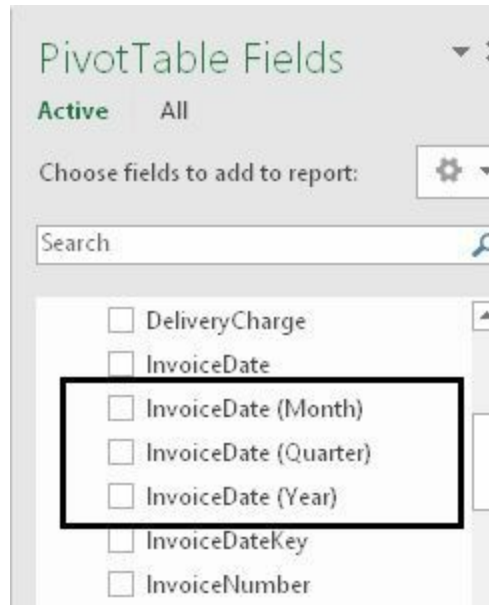 PivotTable Fields
Active All
Choose fields to add to report:
Search
DeliveryCharge
InvoiceDate
InvoiceDate (Month)
InvoiceDate (Quarter)
InvoiceDate (Year)
InvoiceDateKey
InvoiceNumber